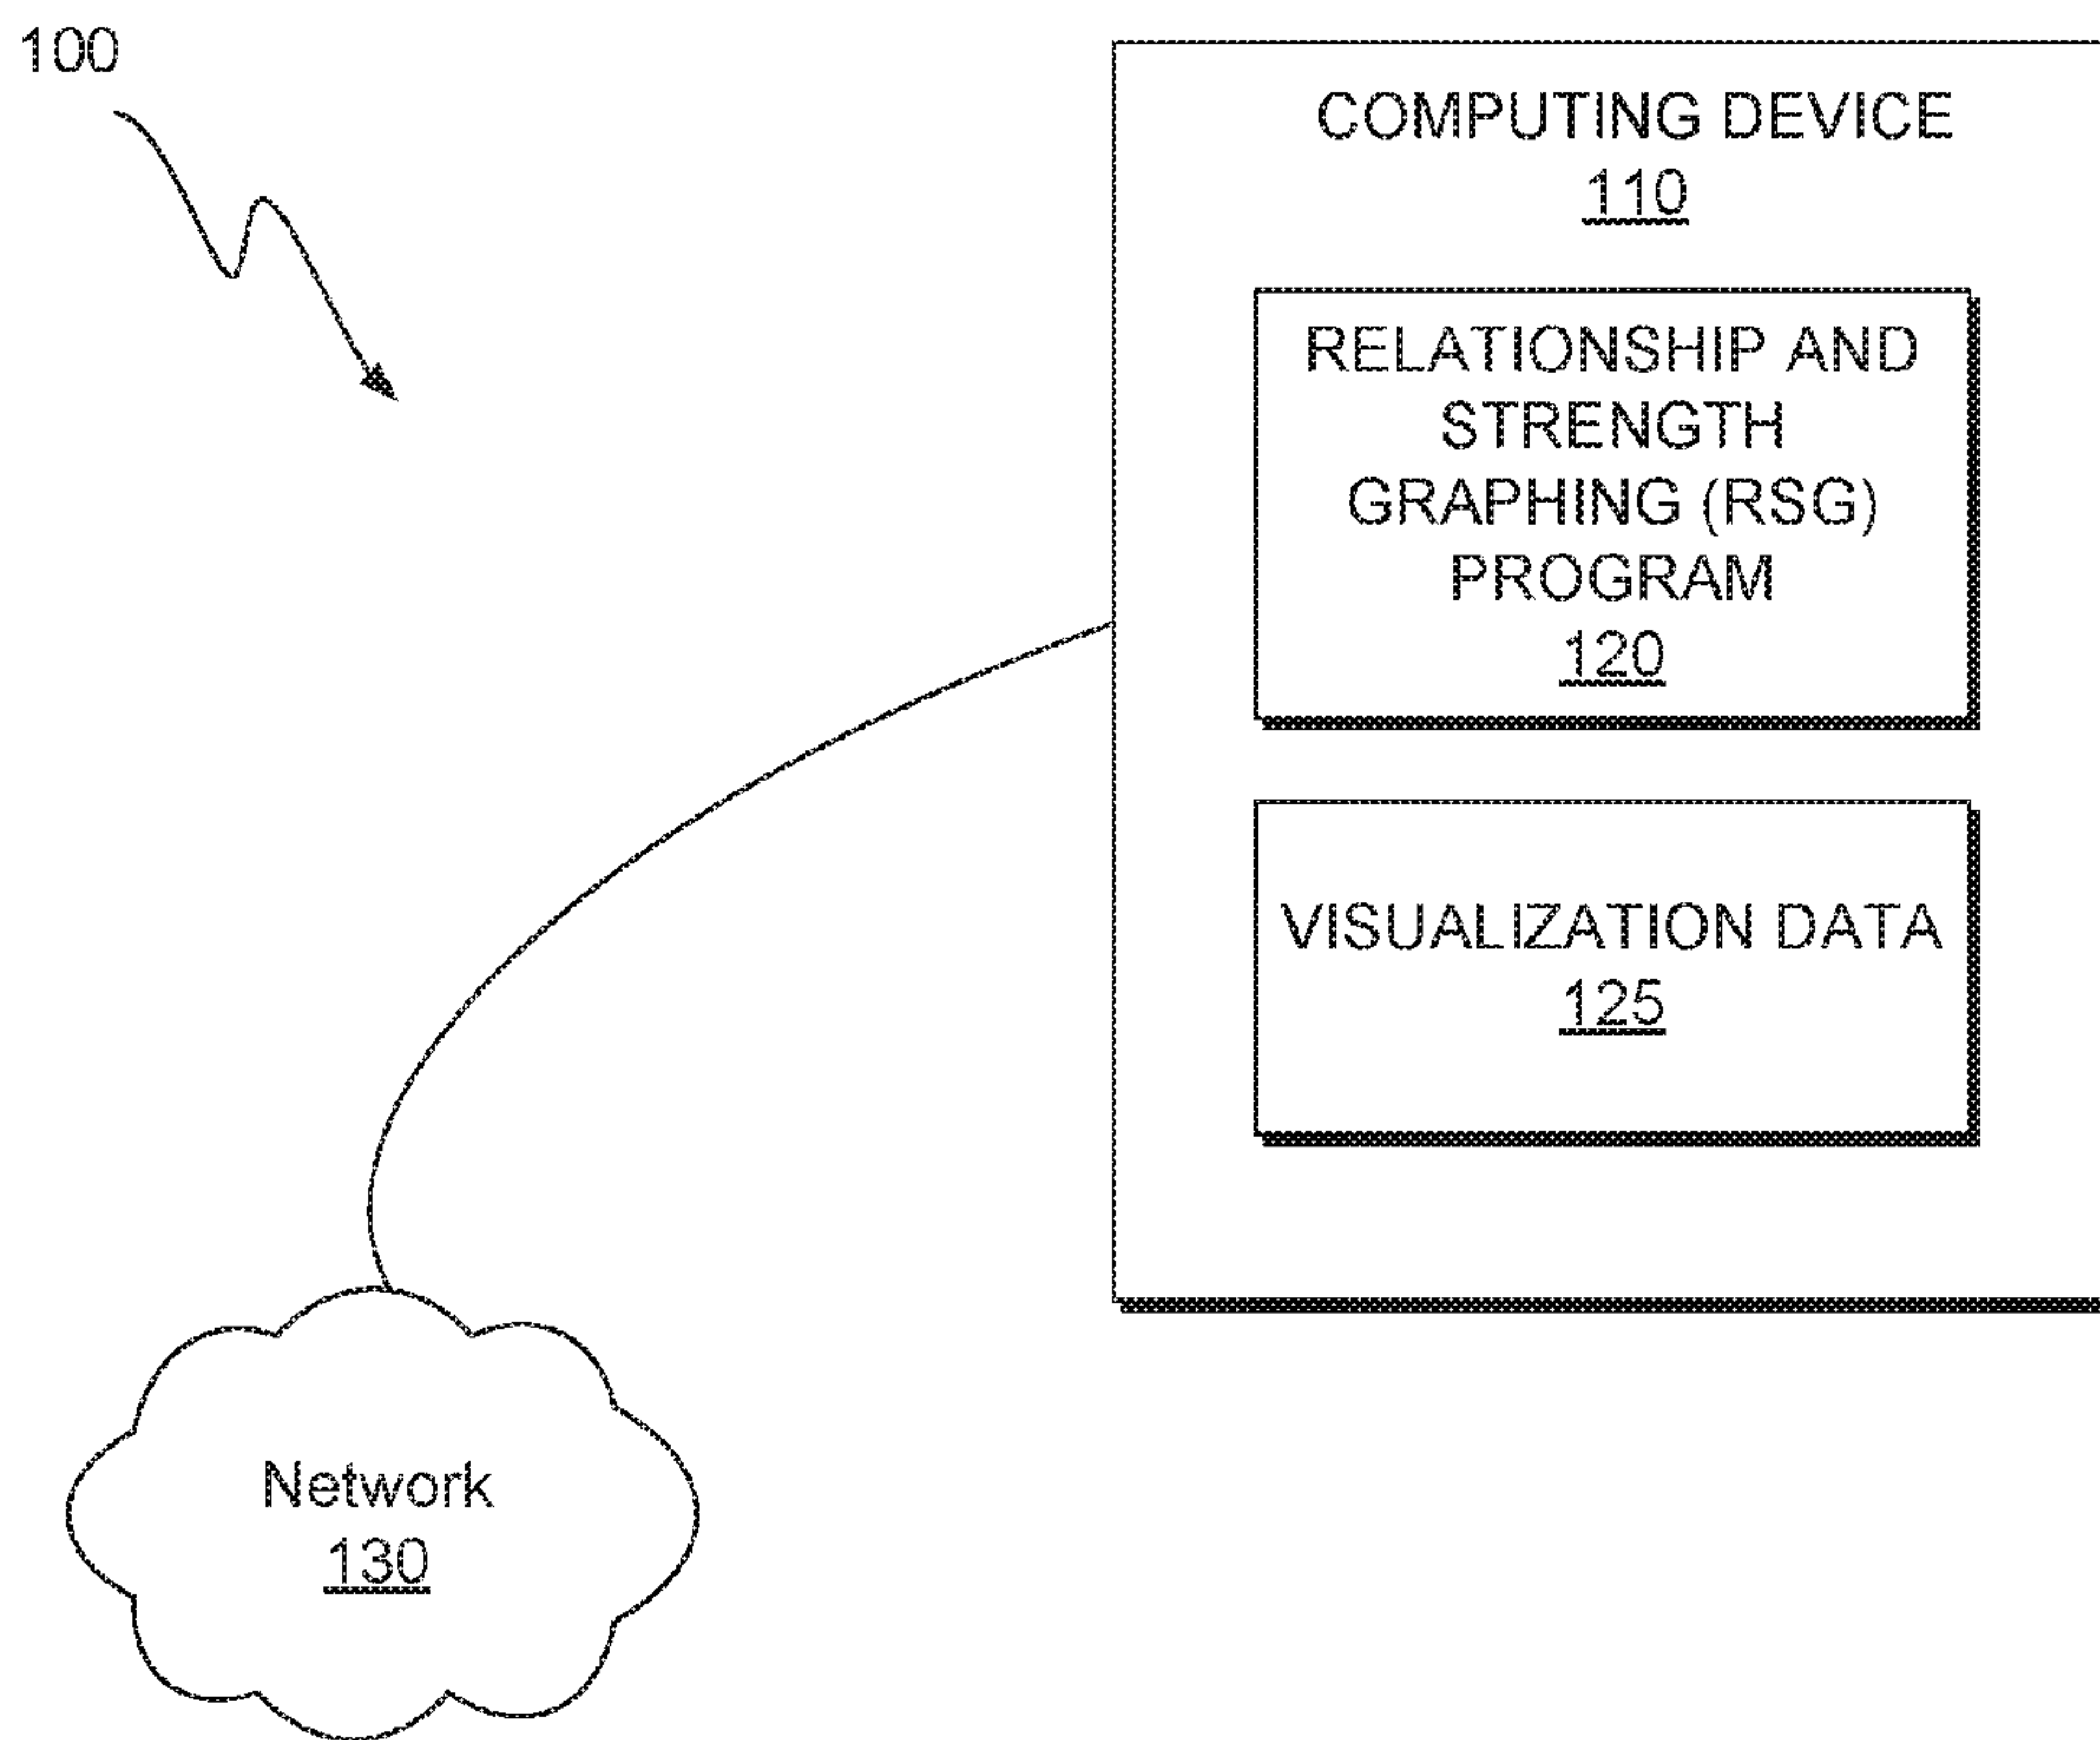 100
COMPUTING DEVICE
110
RELATIONSHIP AND
STRENGTH
GRAPHING (RSG)
PROGRAM
120
VISUALIZATION DATA
125
Network
130